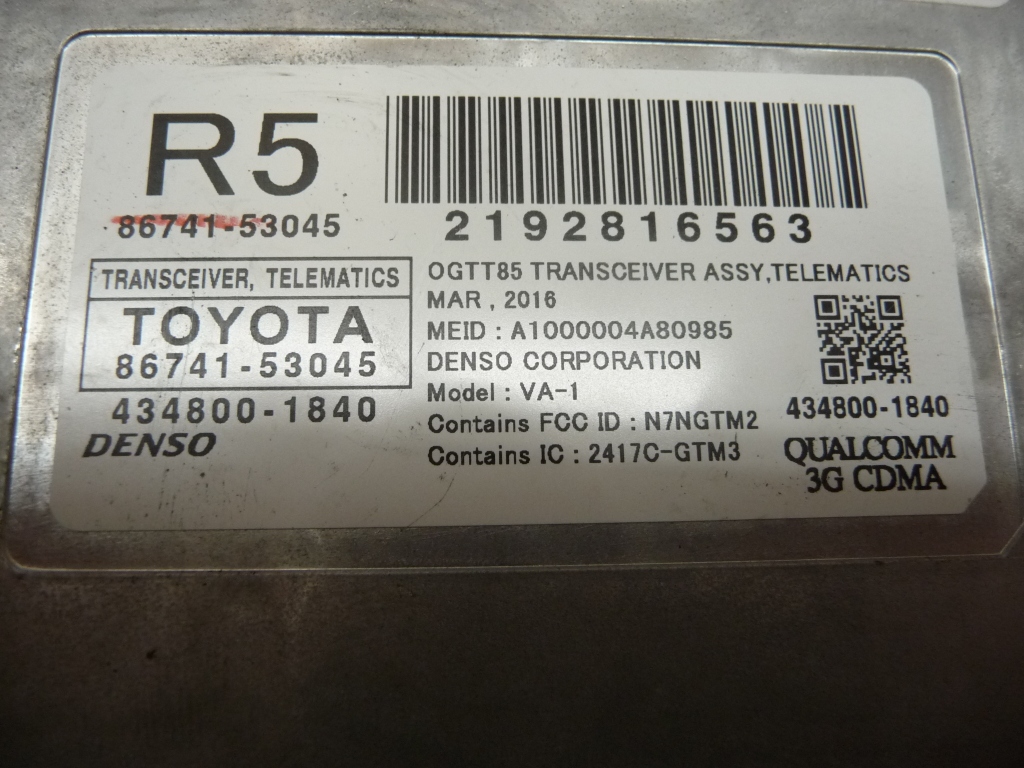 R5
86741-53045
TRANSCEIVER, TELEMATICS
TOYOTA
86741-53045
434800-1840
DENSO
2192816563
OGTT85 TRANSCEIVER ASSY,TELEMATICS
MAR , 2016
MEID : A1000004A80985
DENSO CORPORATION
Model : VA-1
Contains FCC ID : N7NGTM2
Contains IC : 2417C-GTM3
434800-1840
QUALCOMM
3G CDMA